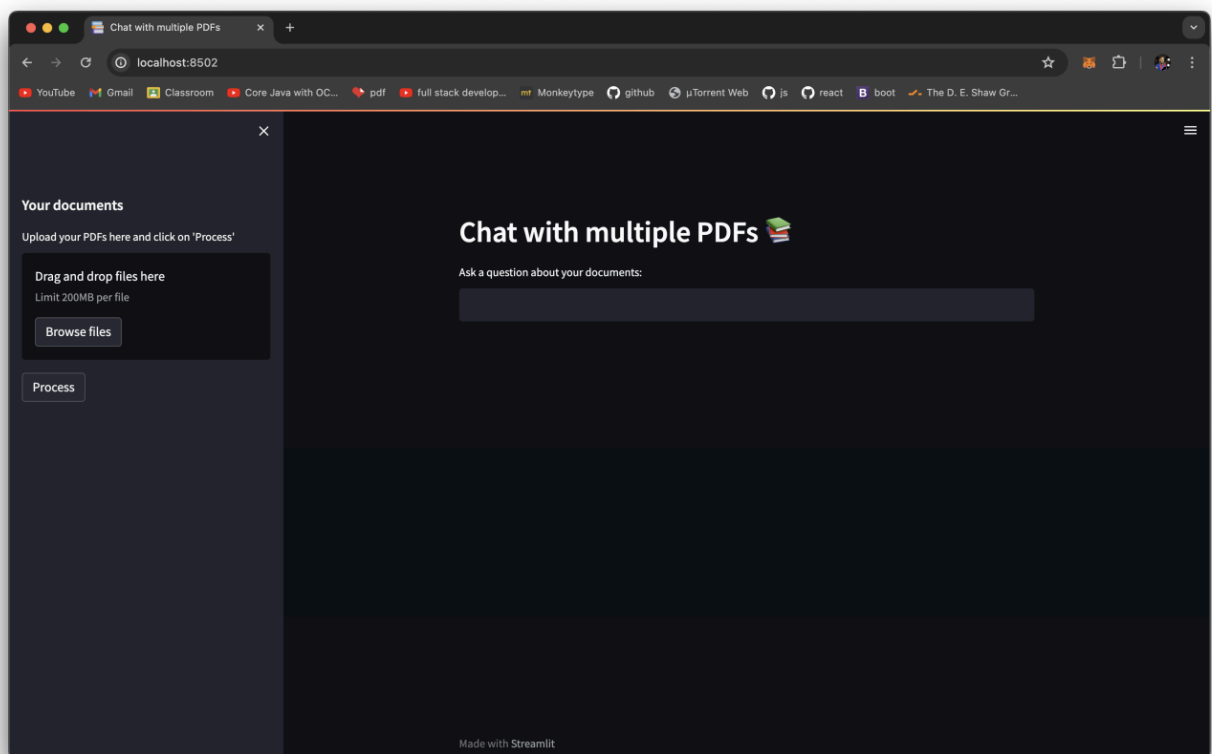 Chat with multiple PDFs
localhost:8502
YouTube Gmail Classroom Core Java with OC... pdf full stack develop... mt Monkeytype github µTorrent Web js react B boot The D. E. Shaw Gr...
Your documents
Upload your PDFs here and click on 'Process'
Drag and drop files here
Limit 200MB per file
Browse files
Process
Chat with multiple PDFs
Ask a question about your documents:
Made with Streamlit